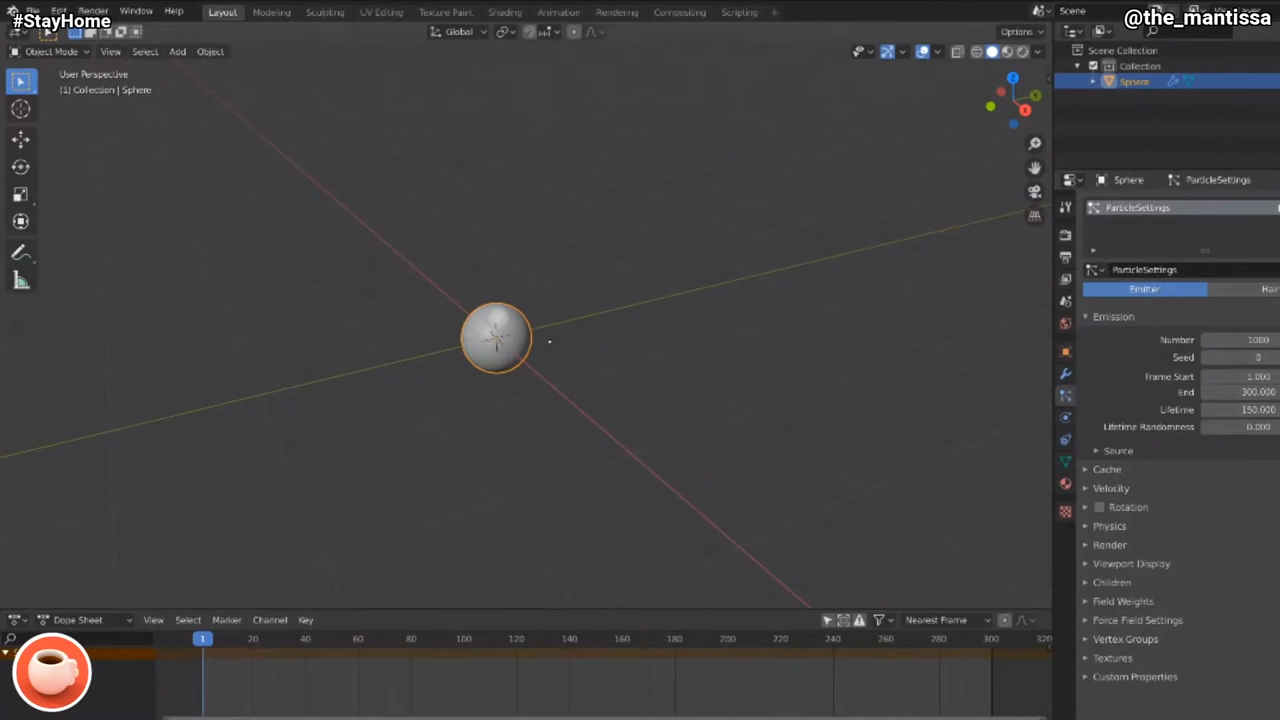 #StayHome
File Edit Render Window Help
Layout Modeling Sculpting UV Editing Texture Paint Shading Animation Rendering Compositing Scripting +
Scene
@the_mantissa
Global
Options
Object Mode View Select Add Object
User Perspective
(1) Collection | Sphere
Scene Collection
Collection
Sphere
Sphere ParticleSettings
ParticleSettings
ParticleSettings
Emitter
Emission
Number 1000
Seed 0
Frame Start 1.000
End 300.000
Lifetime 150.000
Lifetime Randomness 0.000
Source
Cache
Velocity
Rotation
Physics
Render
Viewport Display
Children
Field Weights
Force Field Settings
Vertex Groups
Textures
Custom Properties
Dope Sheet View Select Marker Channel Key Nearest Frame
1 20 40 60 80 100 120 140 160 180 200 220 240 260 280 300 320